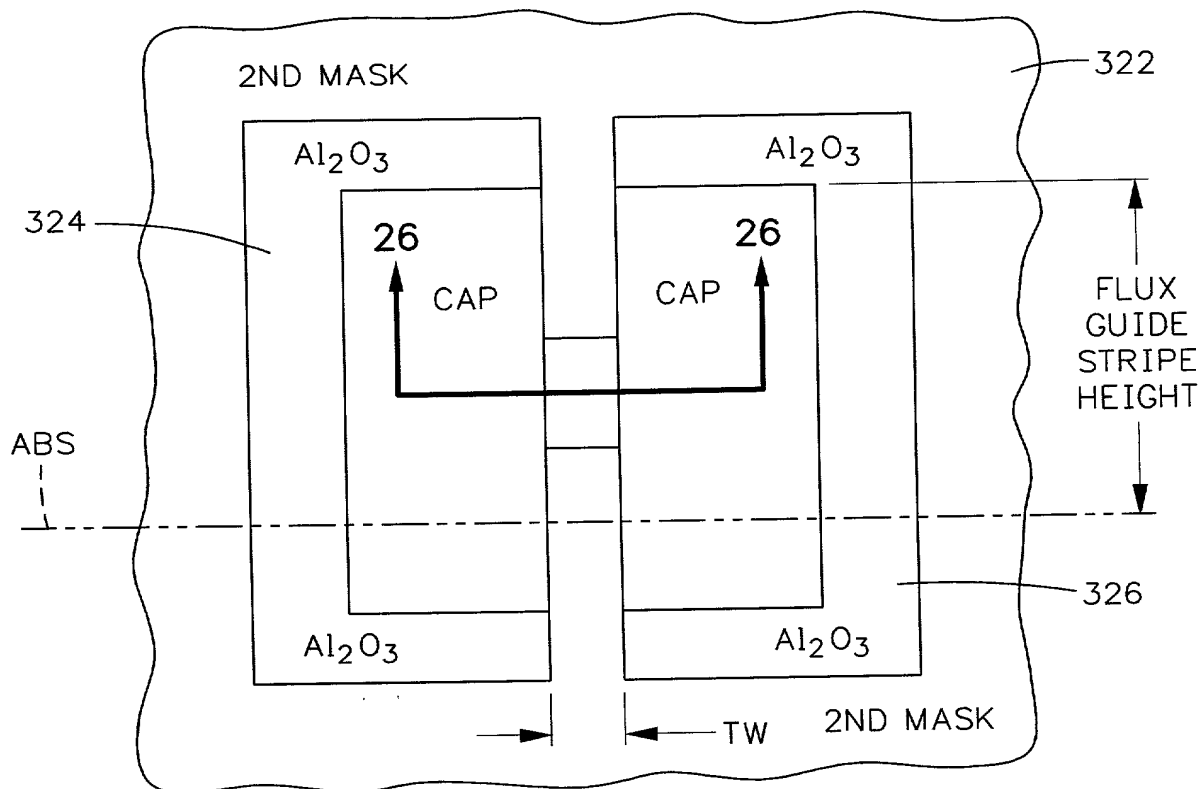 2ND MASK
322
Al₂O₃
Al₂O₃
324
26
26
CAP
CAP
FLUX
GUIDE
STRIPE
HEIGHT
ABS
326
Al₂O₃
Al₂O₃
2ND MASK
TW